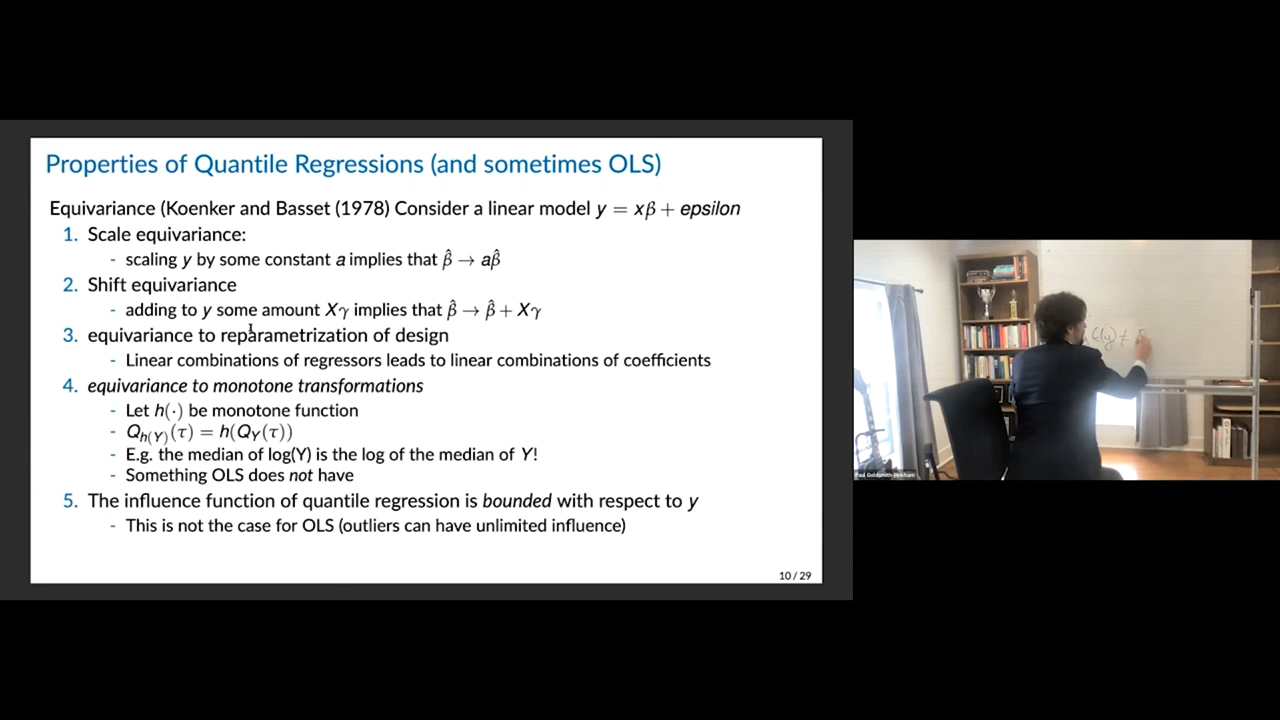 Properties of Quantile Regressions (and sometimes OLS)
Equivariance (Koenker and Basset (1978) Consider a linear model y = xβ + epsilon
1. Scale equivariance:
- scaling y by some constant a implies that β̂ → aβ̂
2. Shift equivariance
- adding to y some amount Xγ implies that β̂ → β̂ + Xγ
3. equivariance to reparametrization of design
- Linear combinations of regressors leads to linear combinations of coefficients
4. equivariance to monotone transformations
- Let h(·) be monotone function
- Q_{h(Y)}(τ) = h(Q_Y(τ))
- E.g. the median of log(Y) is the log of the median of Y!
- Something OLS does not have
5. The influence function of quantile regression is bounded with respect to y
- This is not the case for OLS (outliers can have unlimited influence)
10 / 29
Paul Goldsmith-Pinkham